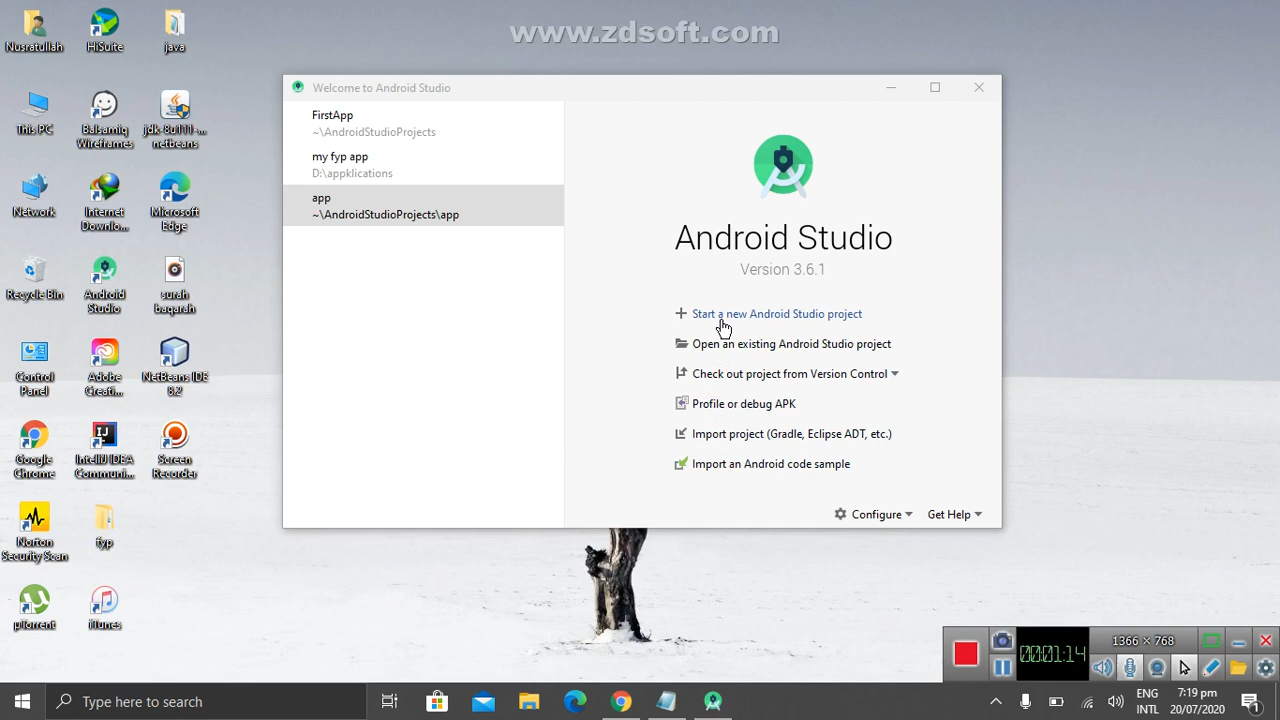 www.zdsoft.com
Nusratullah
HiSuite
java
This PC
Balsamiq
Wireframes
jdk-8u111-...
netbeans
Network
Internet
Downlo...
Microsoft
Edge
Recycle Bin
Android
Studio
surah
baqarah
Control
Panel
Adobe
Creati...
NetBeans IDE
8.2
Google
Chrome
IntelliJ IDEA
Communi...
Screen
Recorder
Norton
Security Scan
fyp
µTorrent
iTunes
Welcome to Android Studio
FirstApp
~\AndroidStudioProjects
my fyp app
D:\appklications
app
~\AndroidStudioProjects\app
Android Studio
Version 3.6.1
Start a new Android Studio project
Open an existing Android Studio project
Check out project from Version Control
Profile or debug APK
Import project (Gradle, Eclipse ADT, etc.)
Import an Android code sample
Configure
Get Help
00:01:14
1366 × 768
Type here to search
ENG
INTL
7:19 pm
20/07/2020
1